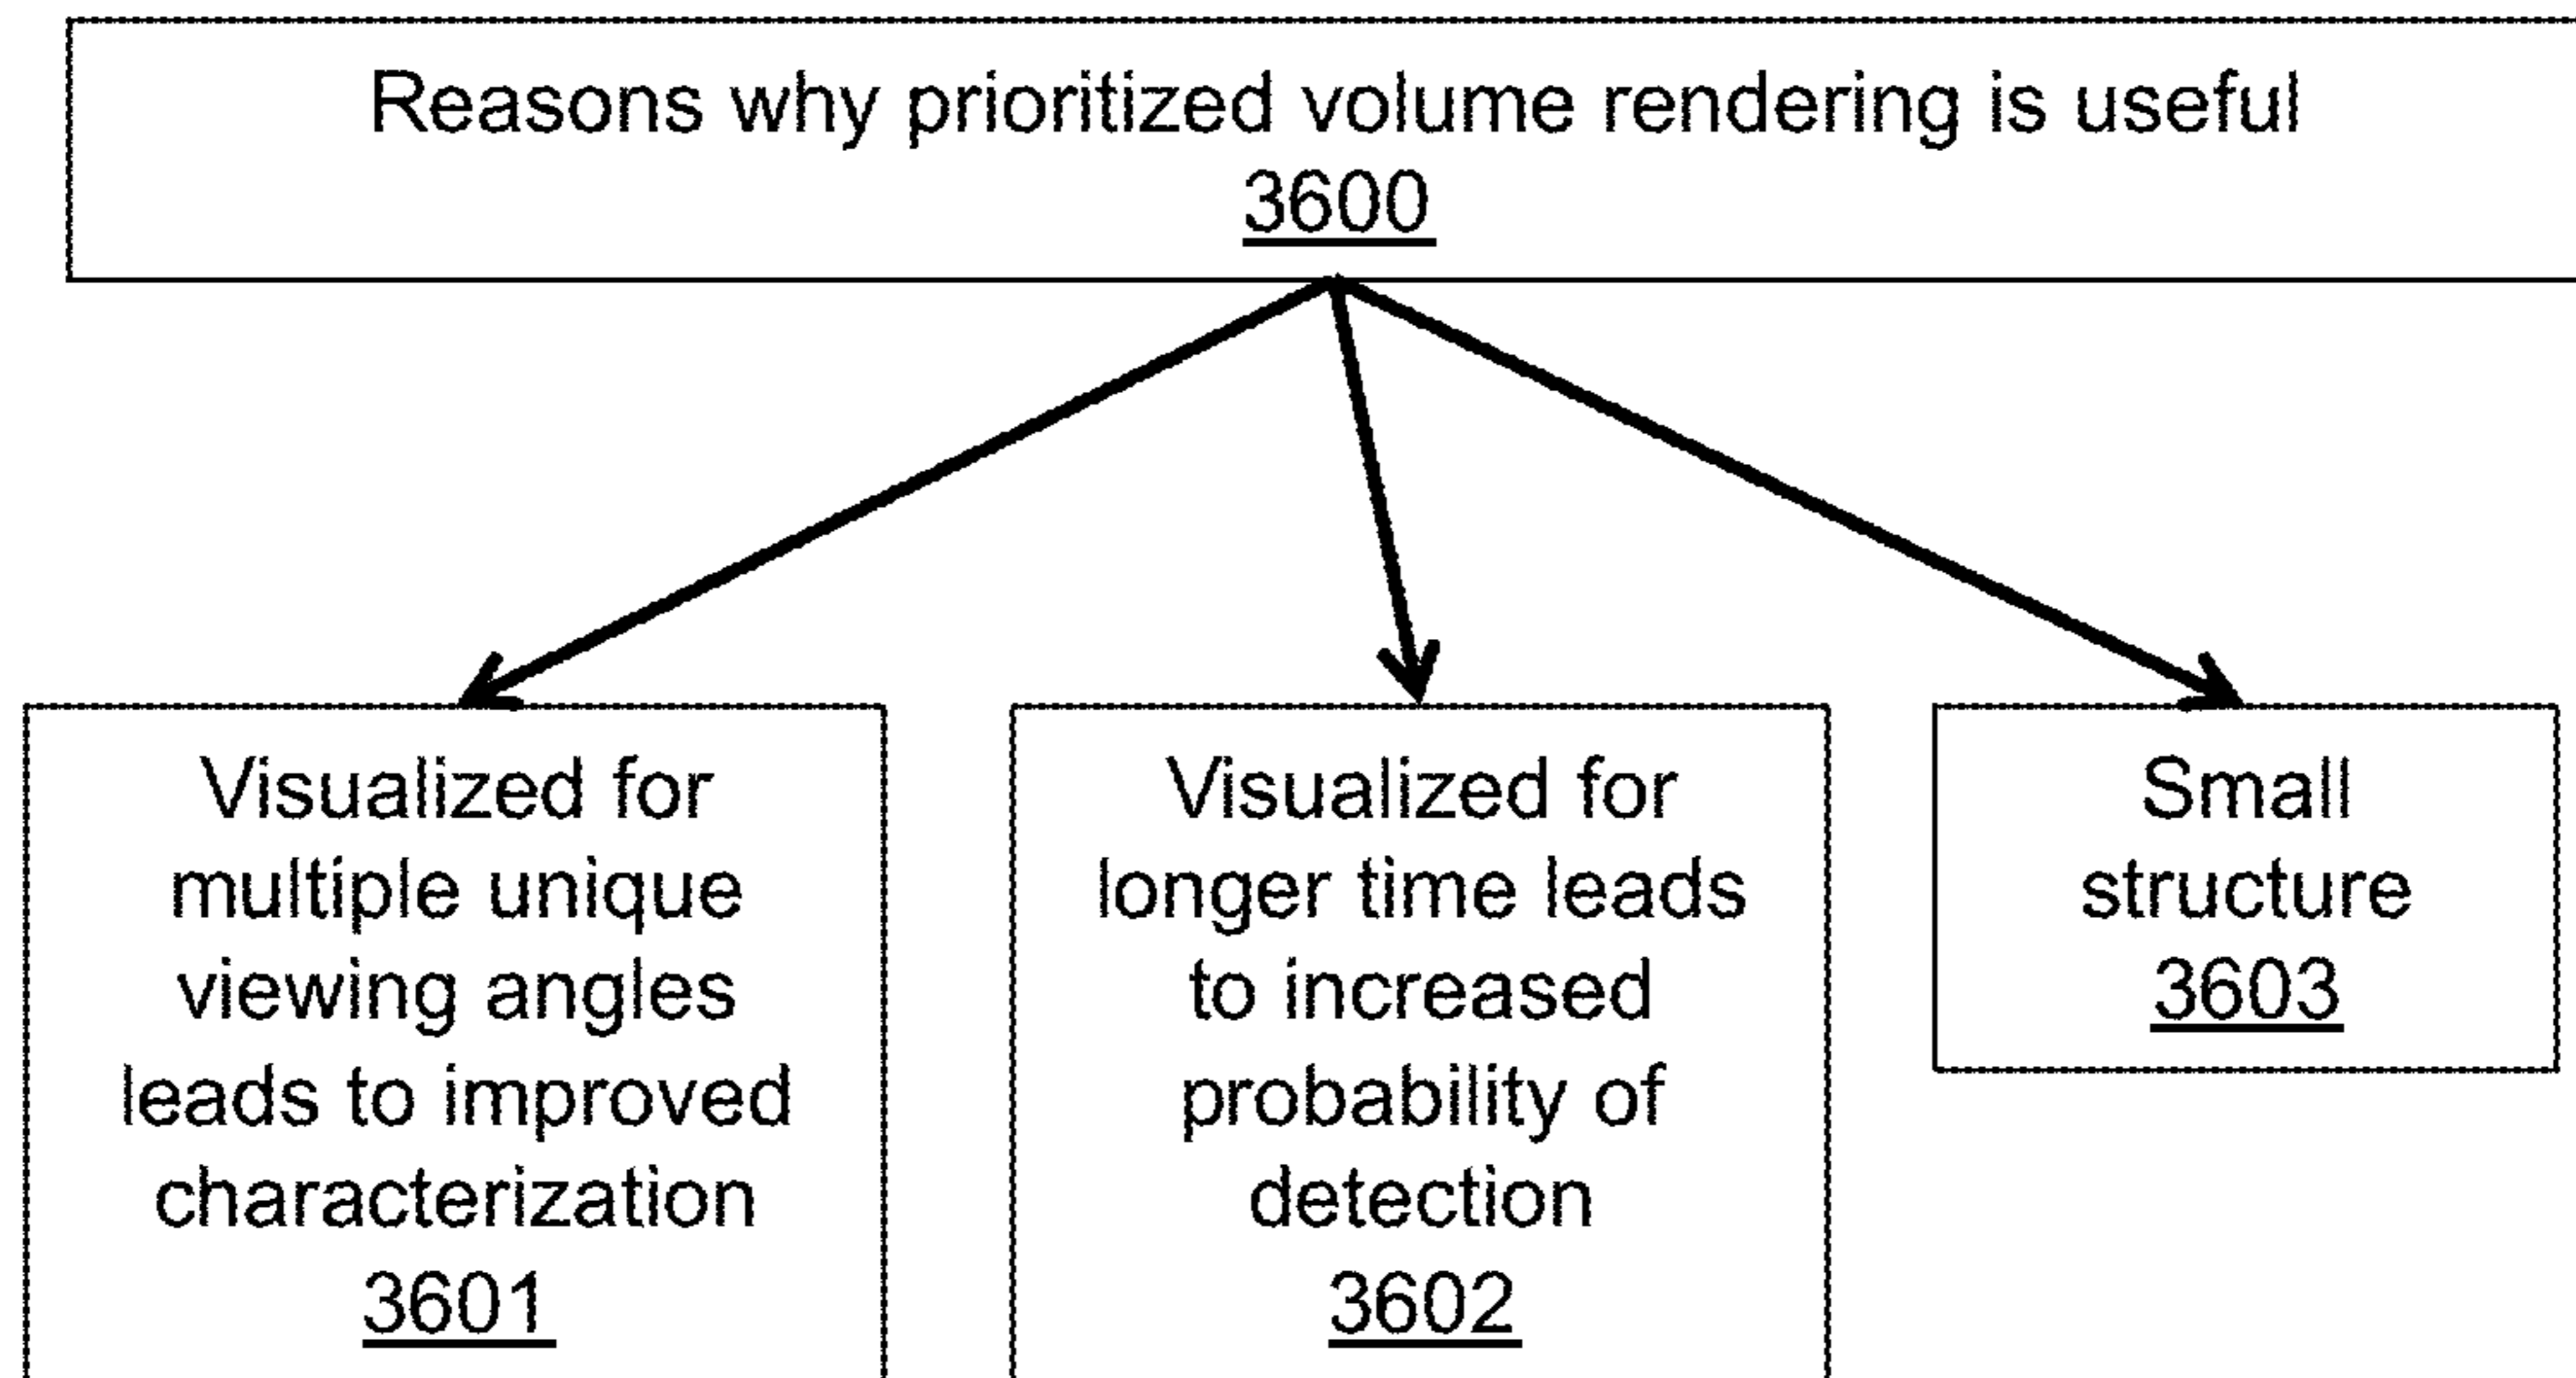 Reasons why prioritized volume rendering is useful
3600
Visualized for
multiple unique
viewing angles
leads to improved
characterization
3601
Visualized for
longer time leads
to increased
probability of
detection
3602
Small
structure
3603